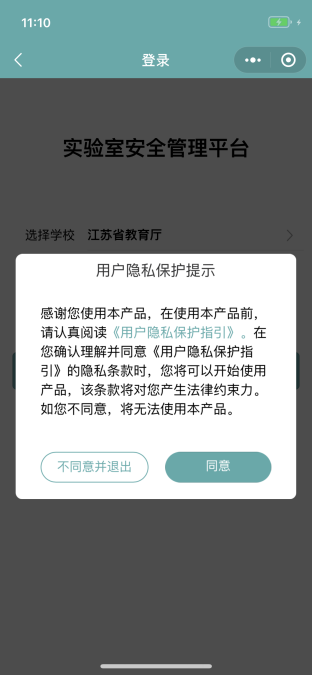 11:10
登录
实验室安全管理平台
选择学校 江苏省教育厅
用户隐私保护提示
感谢您使用本产品，在使用本产品前，
请认真阅读《用户隐私保护指引》。在
您确认理解并同意《用户隐私保护指
引》的隐私条款时，您将可以开始使用
产品，该条款将对您产生法律约束力。
如您不同意，将无法使用本产品。
不同意并退出 同意